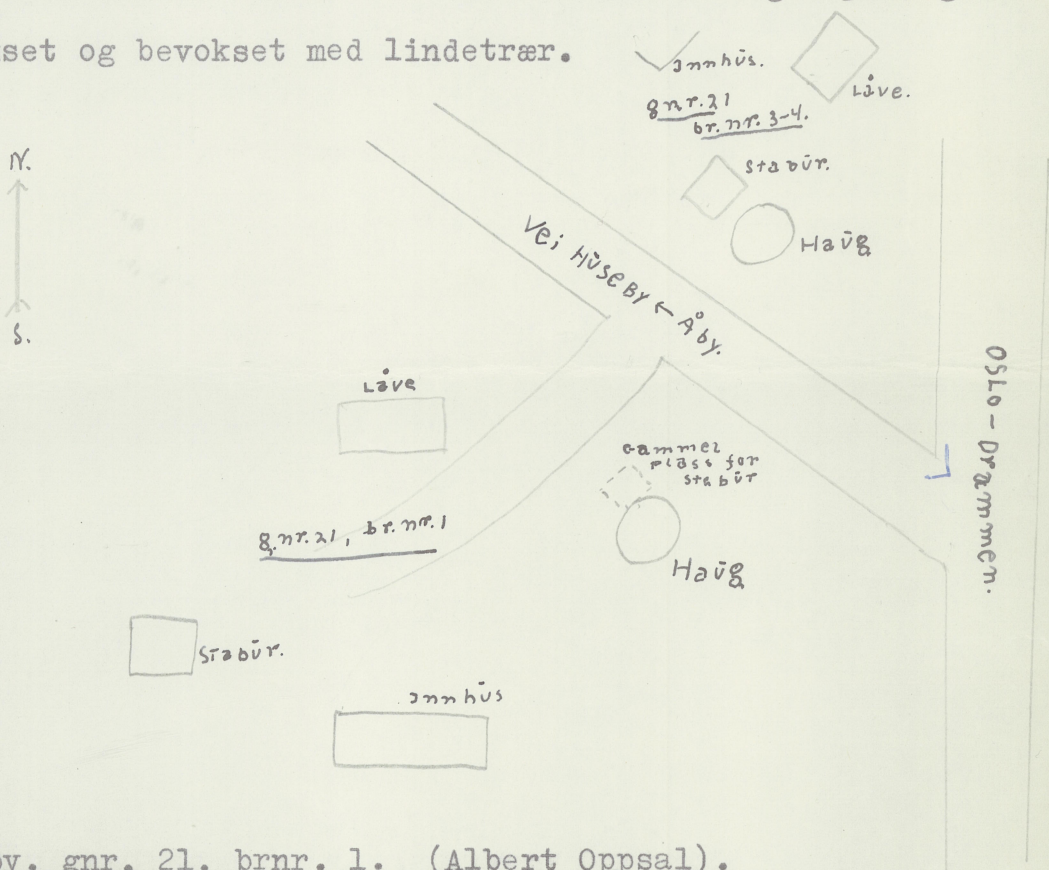 set og bevokset med lindetrær.
Innhus.
Låve.
gnr. 21
br. nr. 3-4.
N.
Stabur.
Haug
Vei Huseby ← Åby.
S.
OSLO - Drammen.
Låve
Gammel
plass for
stabur
g.nr. 21, br. nr. 1
Haug
Stabur.
Innhus
gnr. 21. brnr. 1. (Albert Oppsal).